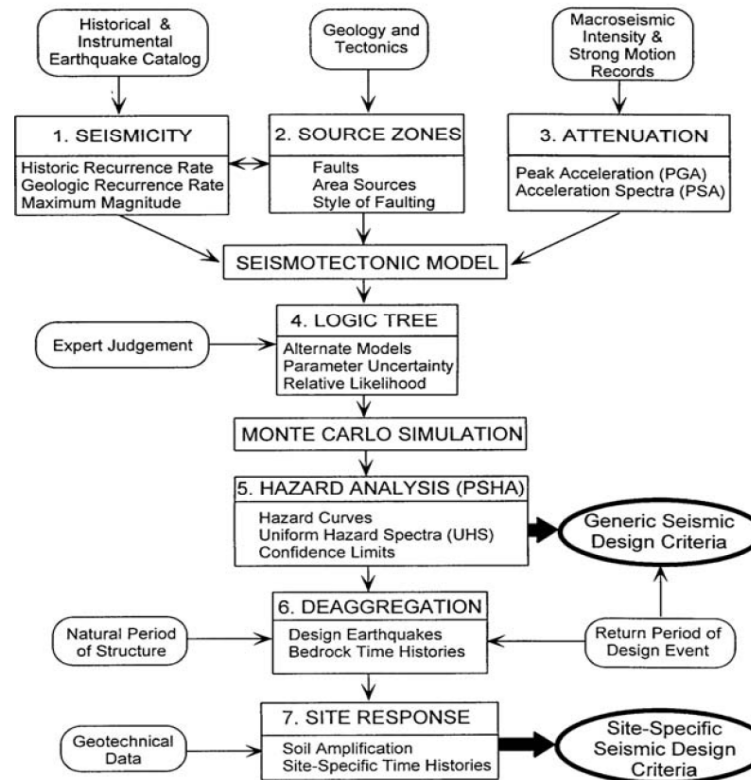 Historical &
Instrumental
Earthquake Catalog
Geology and
Tectonics
Macroseismic
Intensity &
Strong Motion
Records
1. SEISMICITY
Historic Recurrence Rate
Geologic Recurrence Rate
Maximum Magnitude
2. SOURCE ZONES
Faults
Area Sources
Style of Faulting
3. ATTENUATION
Peak Acceleration (PGA)
Acceleration Spectra (PSA)
SEISMOTECTONIC MODEL
Expert Judgement
4. LOGIC TREE
Alternate Models
Parameter Uncertainty
Relative Likelihood
MONTE CARLO SIMULATION
5. HAZARD ANALYSIS (PSHA)
Hazard Curves
Uniform Hazard Spectra (UHS)
Confidence Limits
Generic Seismic
Design Criteria
Natural Period
of Structure
6. DEAGGREGATION
Design Earthquakes
Bedrock Time Histories
Return Period of
Design Event
Geotechnical
Data
7. SITE RESPONSE
Soil Amplification
Site-Specific Time Histories
Site-Specific
Seismic Design
Criteria